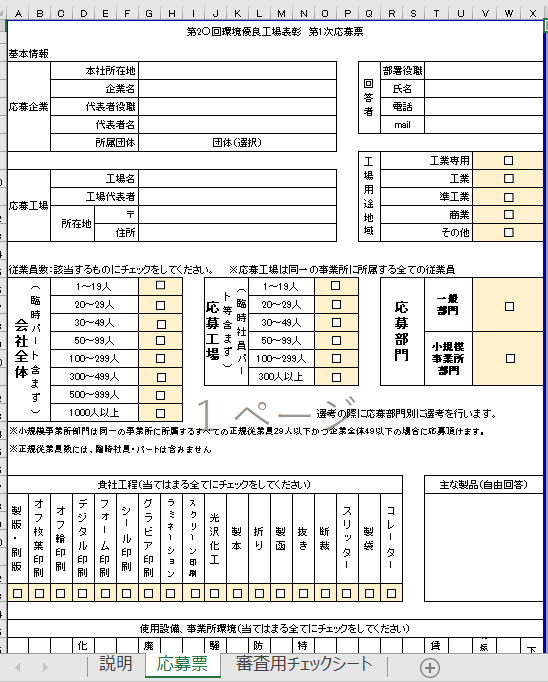 A B C D E F G H I J K L M N O P Q R S T U V W X
第2〇回環境優良工場表彰 第1次応募票
基本情報
応募企業
本社所在地
企業名
代表者役職
代表者名
所属団体 団体(選択)
回答者
部署役職
氏名
電話
mail
応募工場
工場名
工場代表者
所在地
〒
住所
工場用途地域
工業専用 □
工業 □
準工業 □
商業 □
その他 □
従業員数:該当するものにチェックをしてください。 ※応募工場は同一の事業所に所属する全ての従業員
会社全体
(臨時パート含まず)
1~19人 □
20~29人 □
30~49人 □
50~99人 □
100~299人 □
300~499人 □
500~999人 □
1000人以上 □
応募工場
(臨時社員パート等含まず)
1~19人 □
20~29人 □
30~49人 □
50~99人 □
100~299人 □
300人以上 □
応募部門
一般部門 □
小規模事業所部門 □
1 ページ
選考の際に応募部門別に選考を行います。
※小規模事業所部門は同一の事業所に所属するすべての正規従業員29人以下かつ企業全体49以下の場合に応募頂けます。
※正規従業員数には、臨時社員・パートは含みません
貴社工程(当てはまる全てにチェックをしてください)
製版・刷版
オフ枚葉印刷
オフ輪印刷
デジタル印刷
フォーム印刷
シール印刷
グラビア印刷
ラミネーション
スクリーン印刷
光沢化工
製本
折り
製函
抜き
断裁
スリッター
製袋
コレーター
□ □ □ □ □ □ □ □ □ □ □ □ □ □ □ □ □ □
主な製品(自由回答)
使用設備、事業所環境(当てはまる全てにチェックをしてください)
化 廃 騒 防 特 賃
説明 応募票 審査用チェックシート